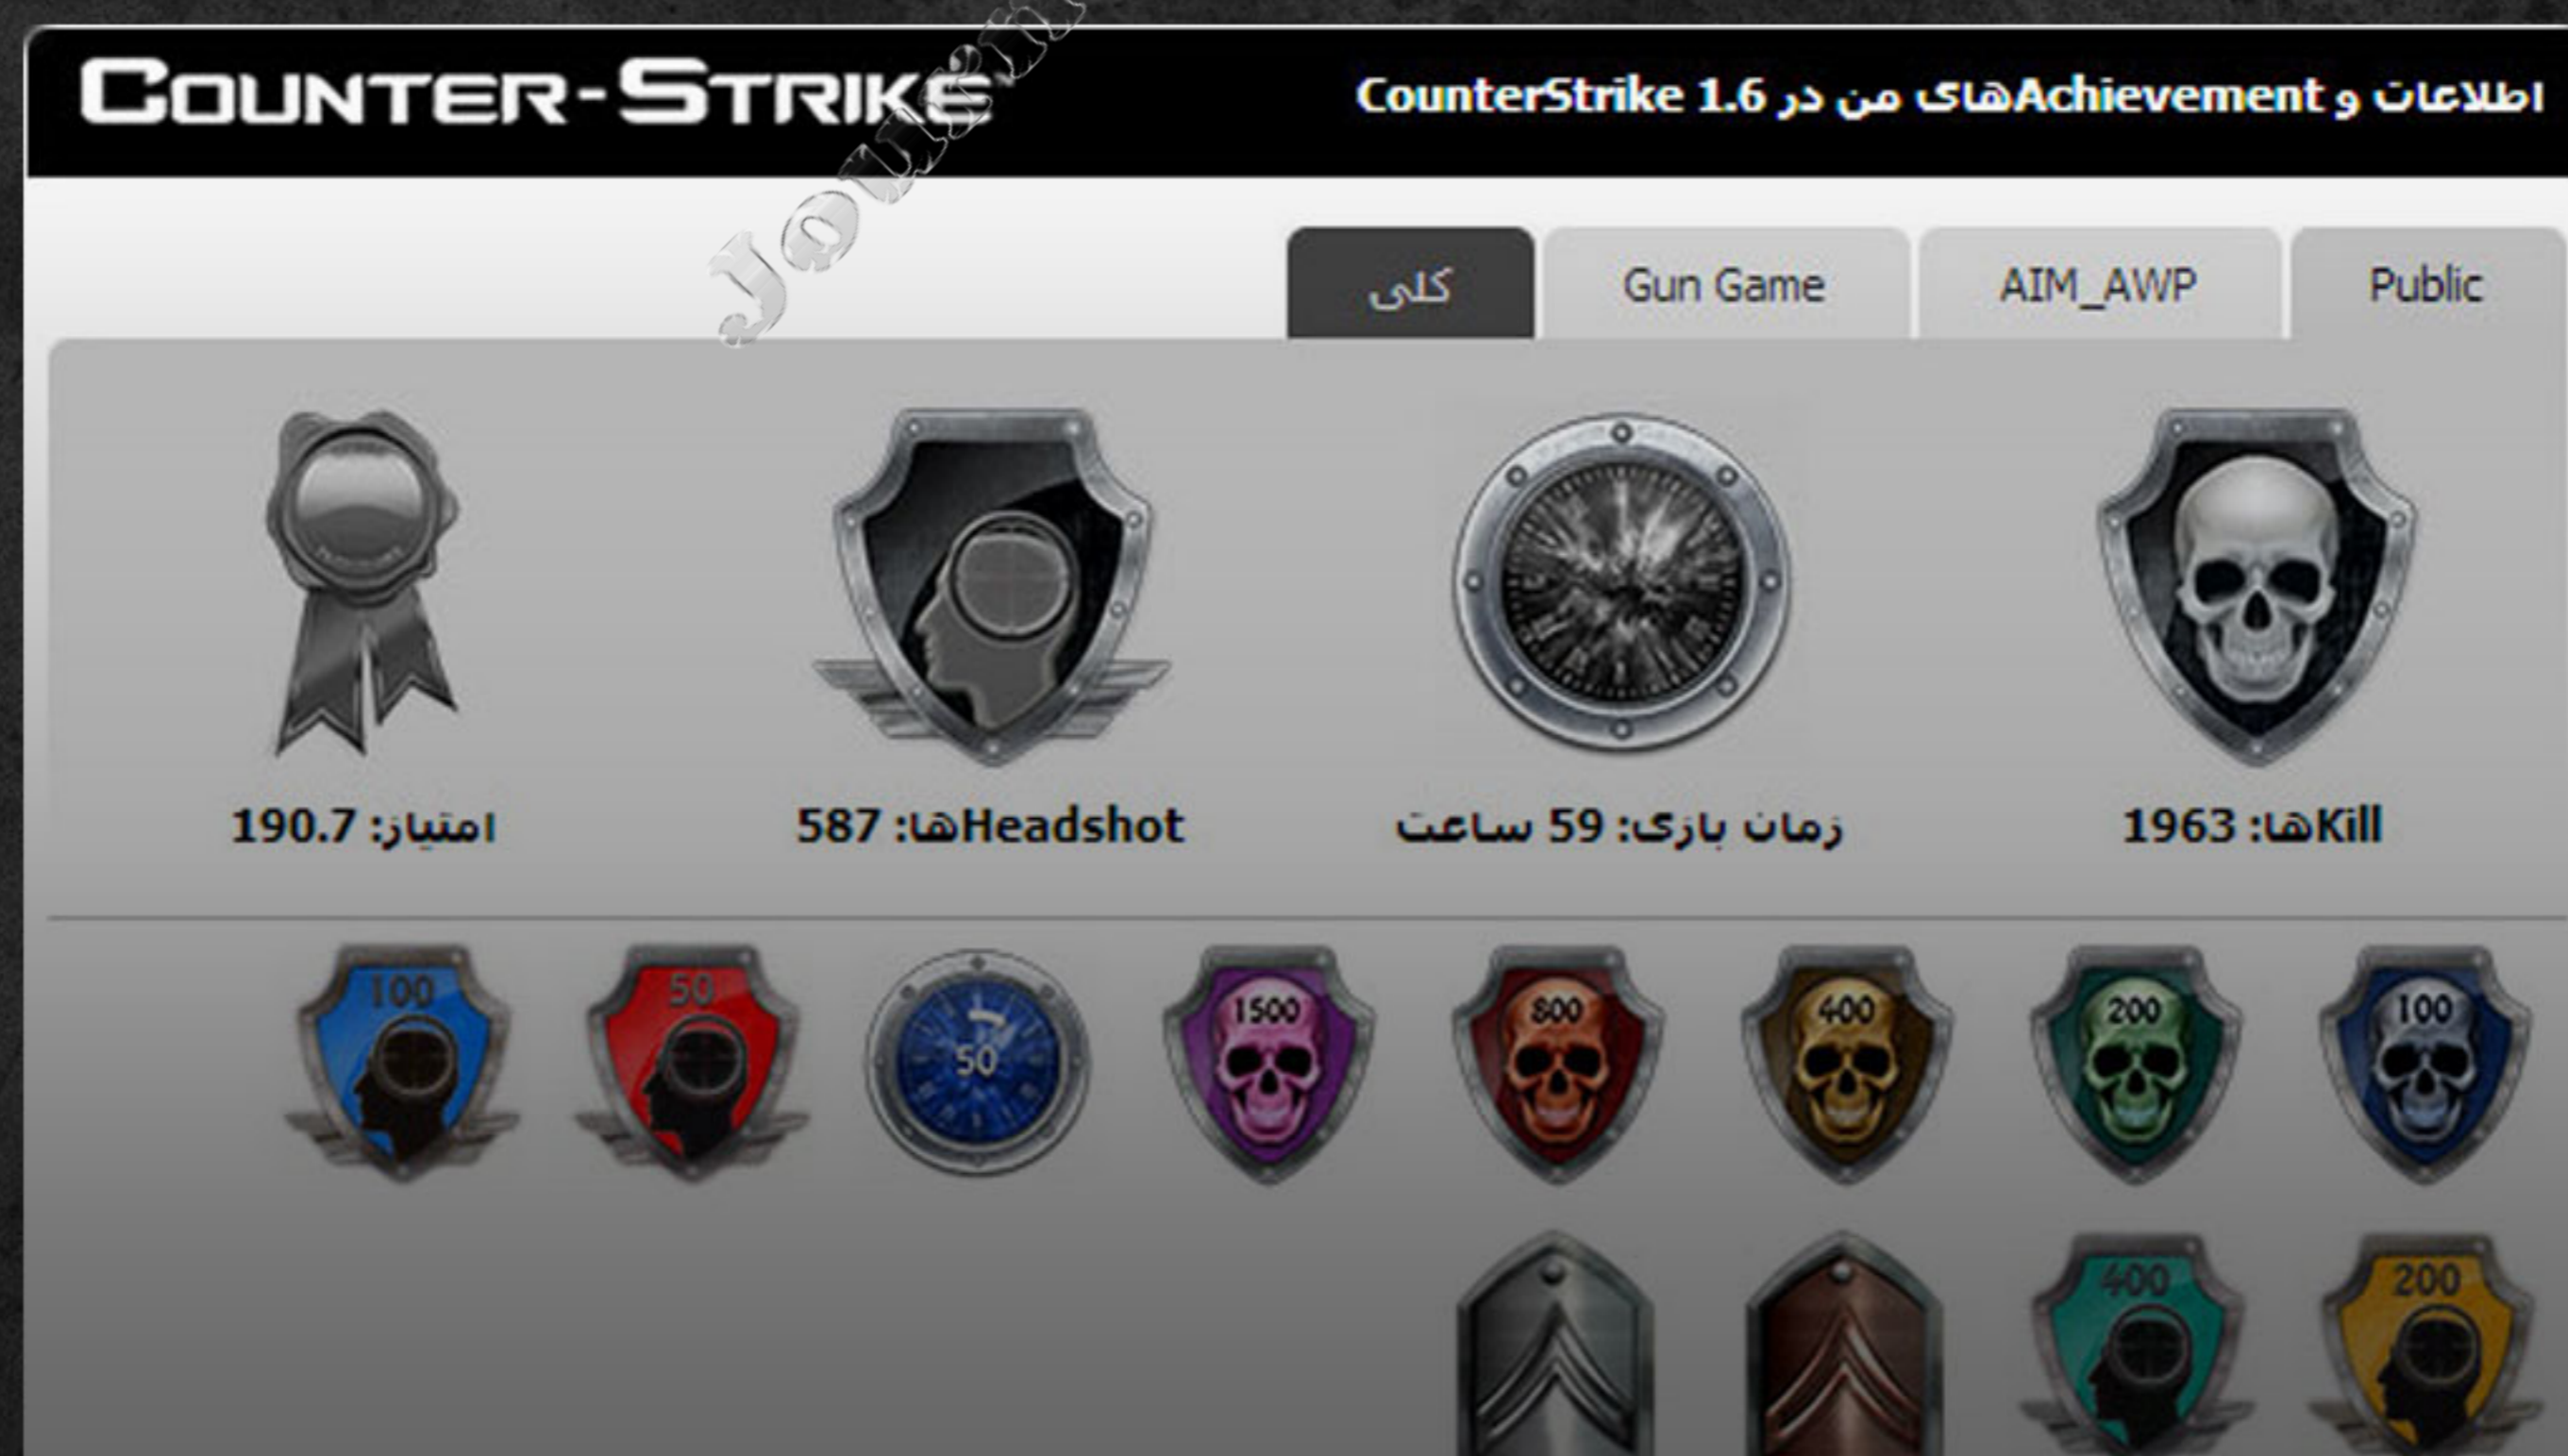 COUNTER-STRIKE
اطلاعات و Achievementهای من در CounterStrike 1.6
Public
AIM_AWP
Gun Game
کلی
Killها: 1963
زمان بازی: 59 ساعت
Headshotها: 587
امتیاز: 190.7
100
200
400
800
1500
50
50
100
200
400